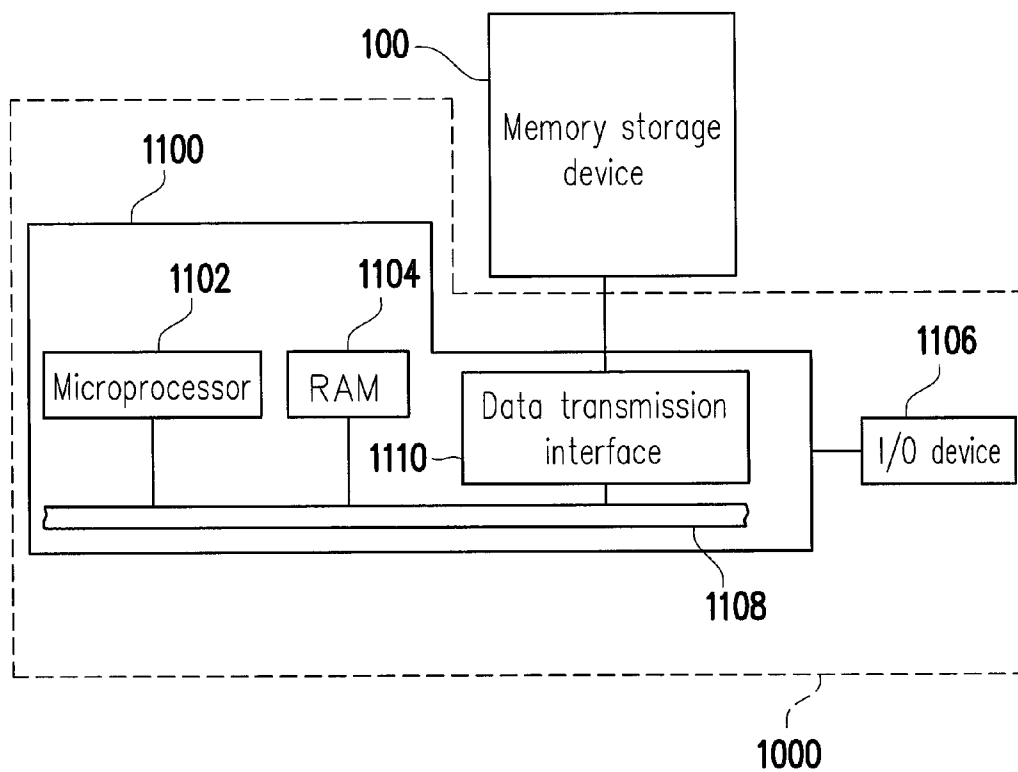 100
Memory storage
device
1100
1102
1104
1106
Microprocessor
RAM
Data transmission
interface
1110
I/O device
1108
1000